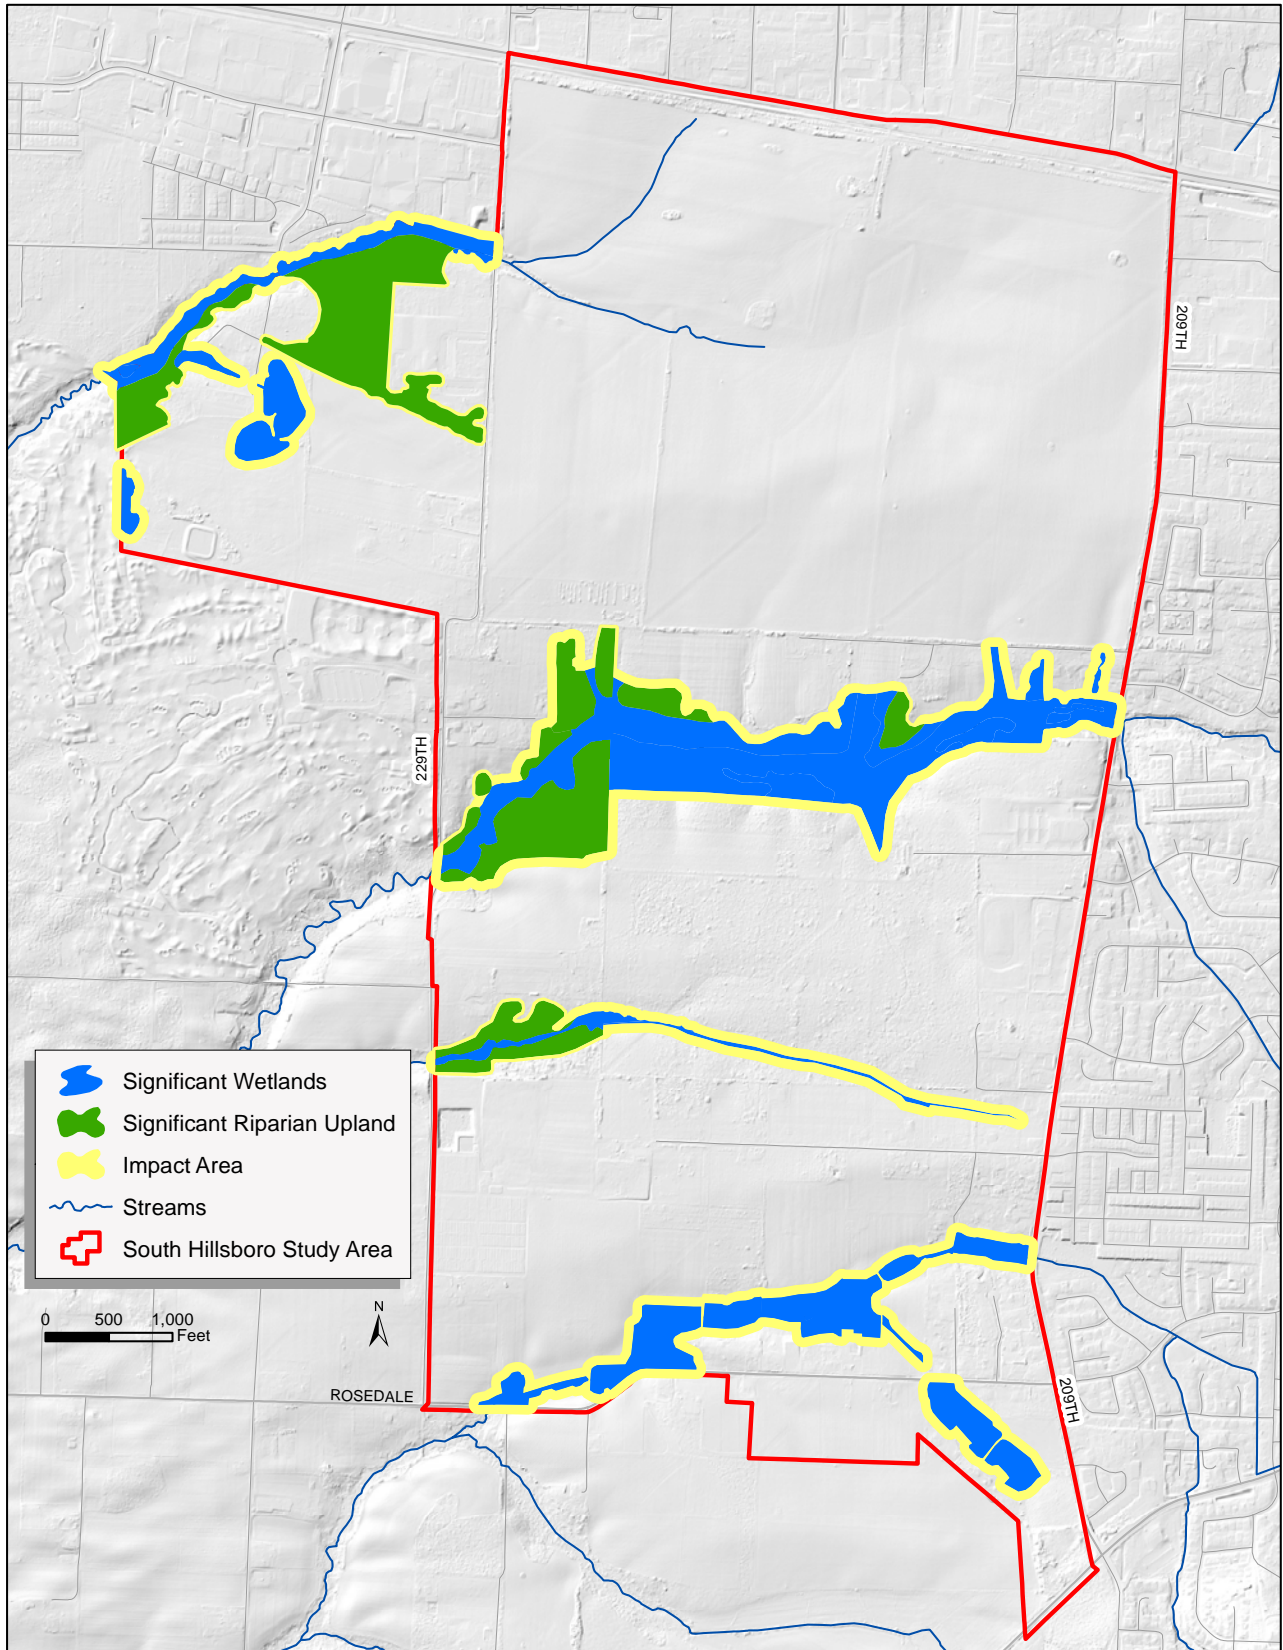 209TH
229TH
Significant Wetlands
Significant Riparian Upland
Impact Area
Streams
South Hillsboro Study Area
0 500 1,000
Feet
N
ROSEDALE
209TH